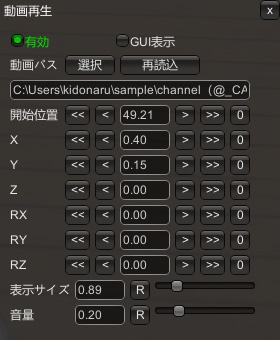 動画再生 x
有効 GUI表示
動画パス 選択 再読込
C:\Users\kidonaru\sample\channel (@_CA
開始位置 << < 49.21 > >> 0
X << < 0.40 > >> 0
Y << < 0.15 > >> 0
Z << < 0.00 > >> 0
RX << < 0.00 > >> 0
RY << < 0.00 > >> 0
RZ << < 0.00 > >> 0
表示サイズ 0.89 R
音量 0.20 R